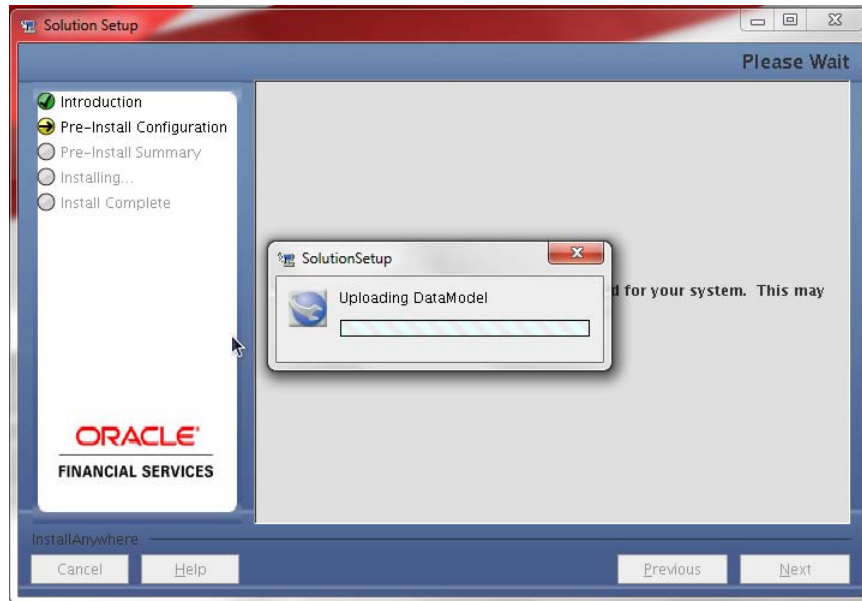 Solution Setup
Please Wait
Introduction
Pre-Install Configuration
Pre-Install Summary
Installing...
Install Complete
SolutionSetup
Uploading DataModel
d for your system. This may
ORACLE
FINANCIAL SERVICES
InstallAnywhere
Cancel
Help
Previous
Next